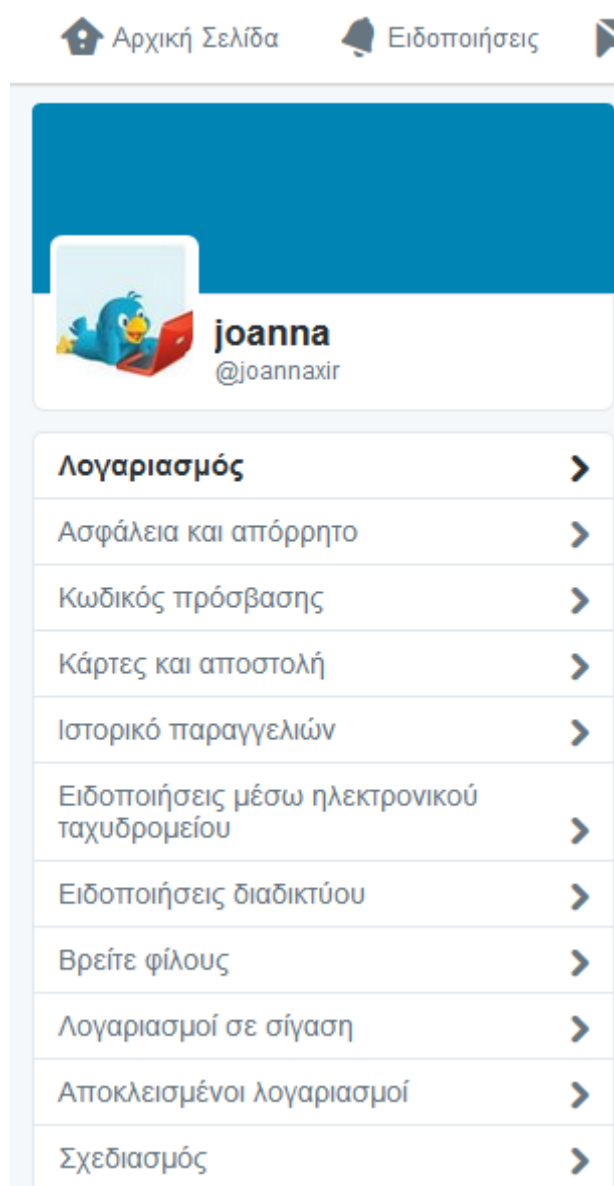 Αρχική Σελίδα Ειδοποιήσεις
joanna
@joannaxir
Λογαριασμός
Ασφάλεια και απόρρητο
Κωδικός πρόσβασης
Κάρτες και αποστολή
Ιστορικό παραγγελιών
Ειδοποιήσεις μέσω ηλεκτρονικού
ταχυδρομείου
Ειδοποιήσεις διαδικτύου
Βρείτε φίλους
Λογαριασμοί σε σίγαση
Αποκλεισμένοι λογαριασμοί
Σχεδιασμός